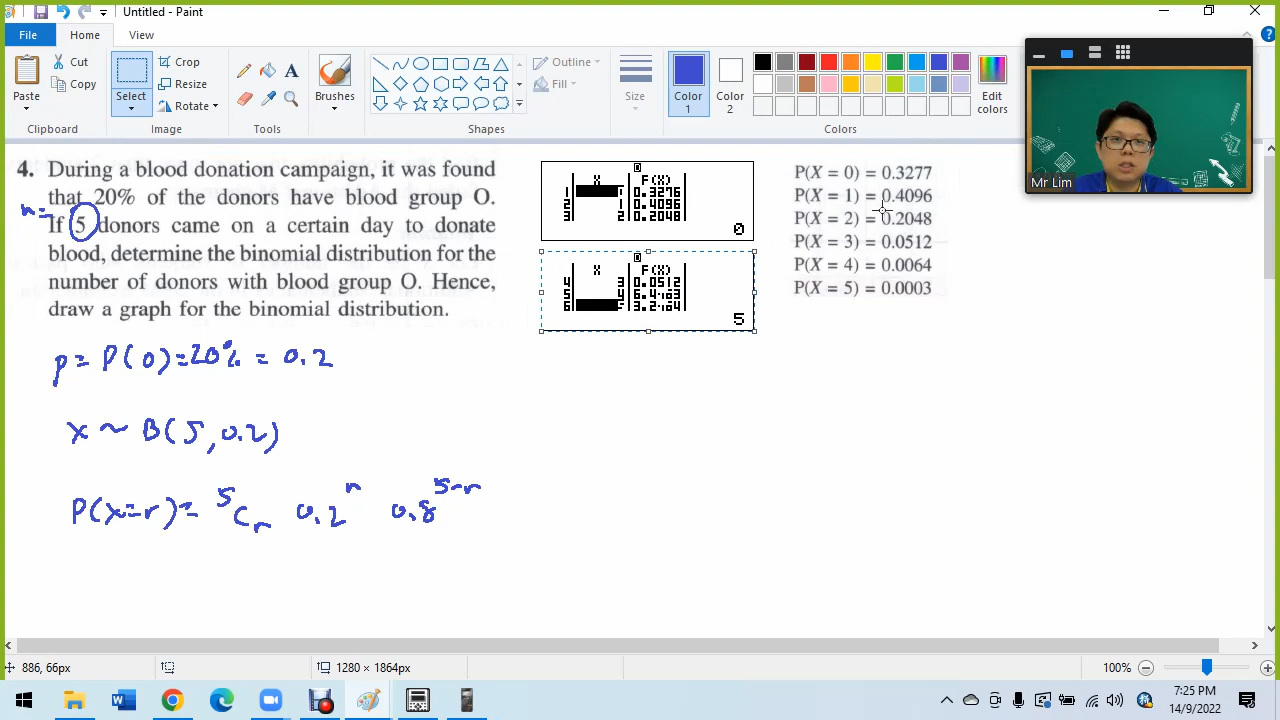 Untitled - Paint
File Home View
Paste
Cut
Copy
Clipboard
Select
Crop
Resize
Rotate
Image
Tools
Brushes
Shapes
Outline
Fill
Size
Color 1
Color 2
Edit colors
Colors
Mr Lim
4. During a blood donation campaign, it was found
that 20% of the donors have blood group O.
n=
If 5 donors came on a certain day to donate
blood, determine the binomial distribution for the
number of donors with blood group O. Hence,
draw a graph for the binomial distribution.
p = P(O) = 20% = 0.2
X ~ B(5, 0.2)
P(X=r) = ⁵Cᵣ 0.2ʳ 0.8⁵⁻ʳ
X F(X)
1 0.3276
2 1 0.4096
3 2 0.2048
0
X F(X)
4 3 0.0512
5 4 6.4E-3
6 3.2E-4
5
P(X = 0) = 0.3277
P(X = 1) = 0.4096
P(X = 2) = 0.2048
P(X = 3) = 0.0512
P(X = 4) = 0.0064
P(X = 5) = 0.0003
886, 66px
1280 × 1864px
100%
7:25 PM
14/9/2022